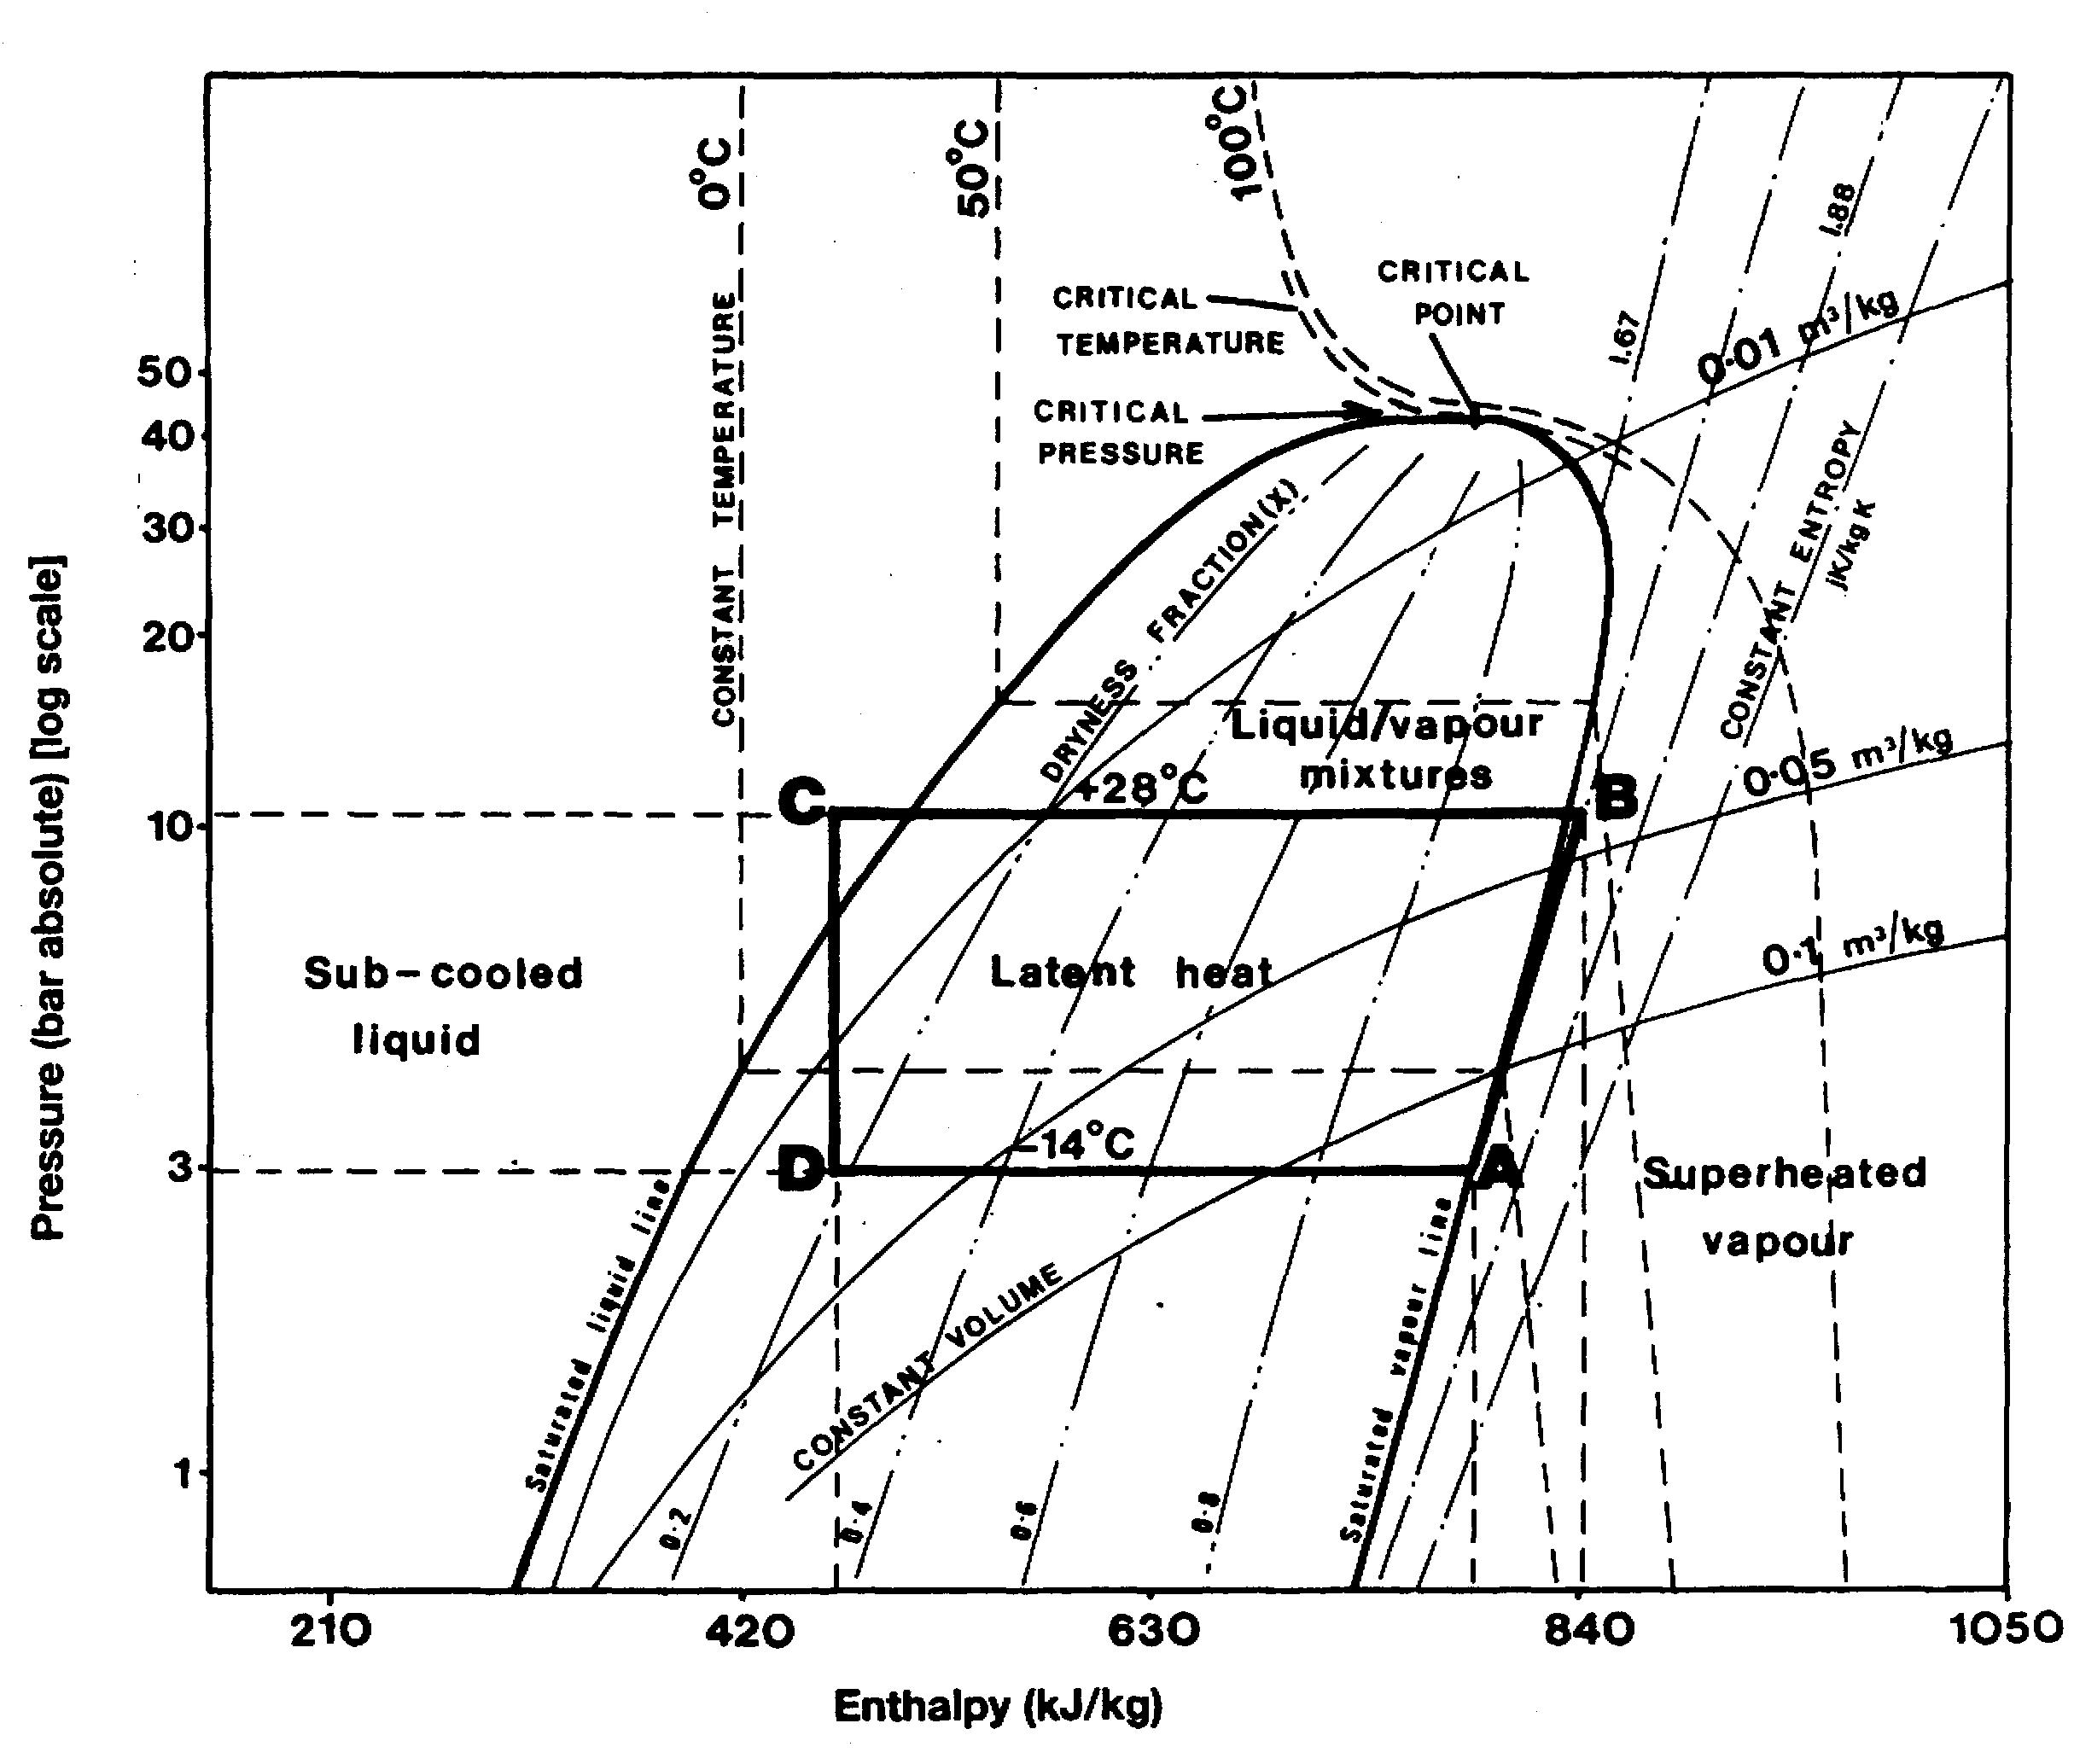 0°C
50°C
100°C
CONSTANT TEMPERATURE
CRITICAL
TEMPERATURE
CRITICAL
POINT
CRITICAL
PRESSURE
1.67
1.88
0.01 m³/kg
CONSTANT ENTROPY
jK/kg K
DRYNESS FRACTION(X)
Liquid/vapour
mixtures
0.05 m³/kg
C
+28°C
B
Sub-cooled
liquid
Latent heat
0.1 m³/kg
D
-14°C
A
Superheated
vapour
Saturated liquid line
CONSTANT VOLUME
Saturated vapour line
0.2
0.4
0.6
0.8
50
40
30
20
10
3
1
Pressure (bar absolute) [log scale]
210
420
630
840
1050
Enthalpy (kJ/kg)